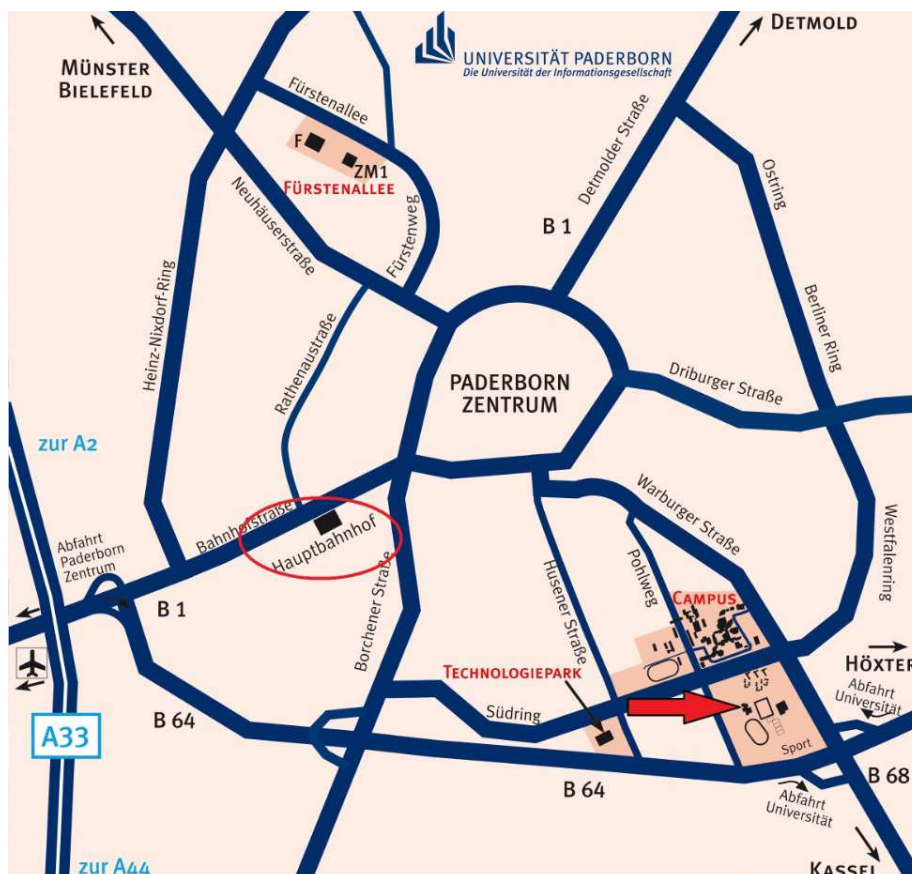 DETMOLD
MÜNSTER
BIELEFELD
UNIVERSITÄT PADERBORN
Die Universität der Informationsgesellschaft
Fürstenallee
F
ZM1
FÜRSTENALLEE
Detmolder Straße
Ostring
Neuhäuserstraße
Fürstenweg
B 1
Heinz-Nixdorf-Ring
Rathenaustraße
Berliner Ring
PADERBORN
ZENTRUM
Driburger Straße
zur A2
Warburger Straße
Bahnhofstraße
Hauptbahnhof
Abfahrt
Paderborn
Zentrum
Westfalenring
Husener Straße
Pohlweg
B 1
Borchener Straße
CAMPUS
TECHNOLOGIEPARK
HÖXTER
Abfahrt
Universität
Südring
B 64
A33
Sport
B 64
B 68
Abfahrt
Universität
zur A44
KASSEL